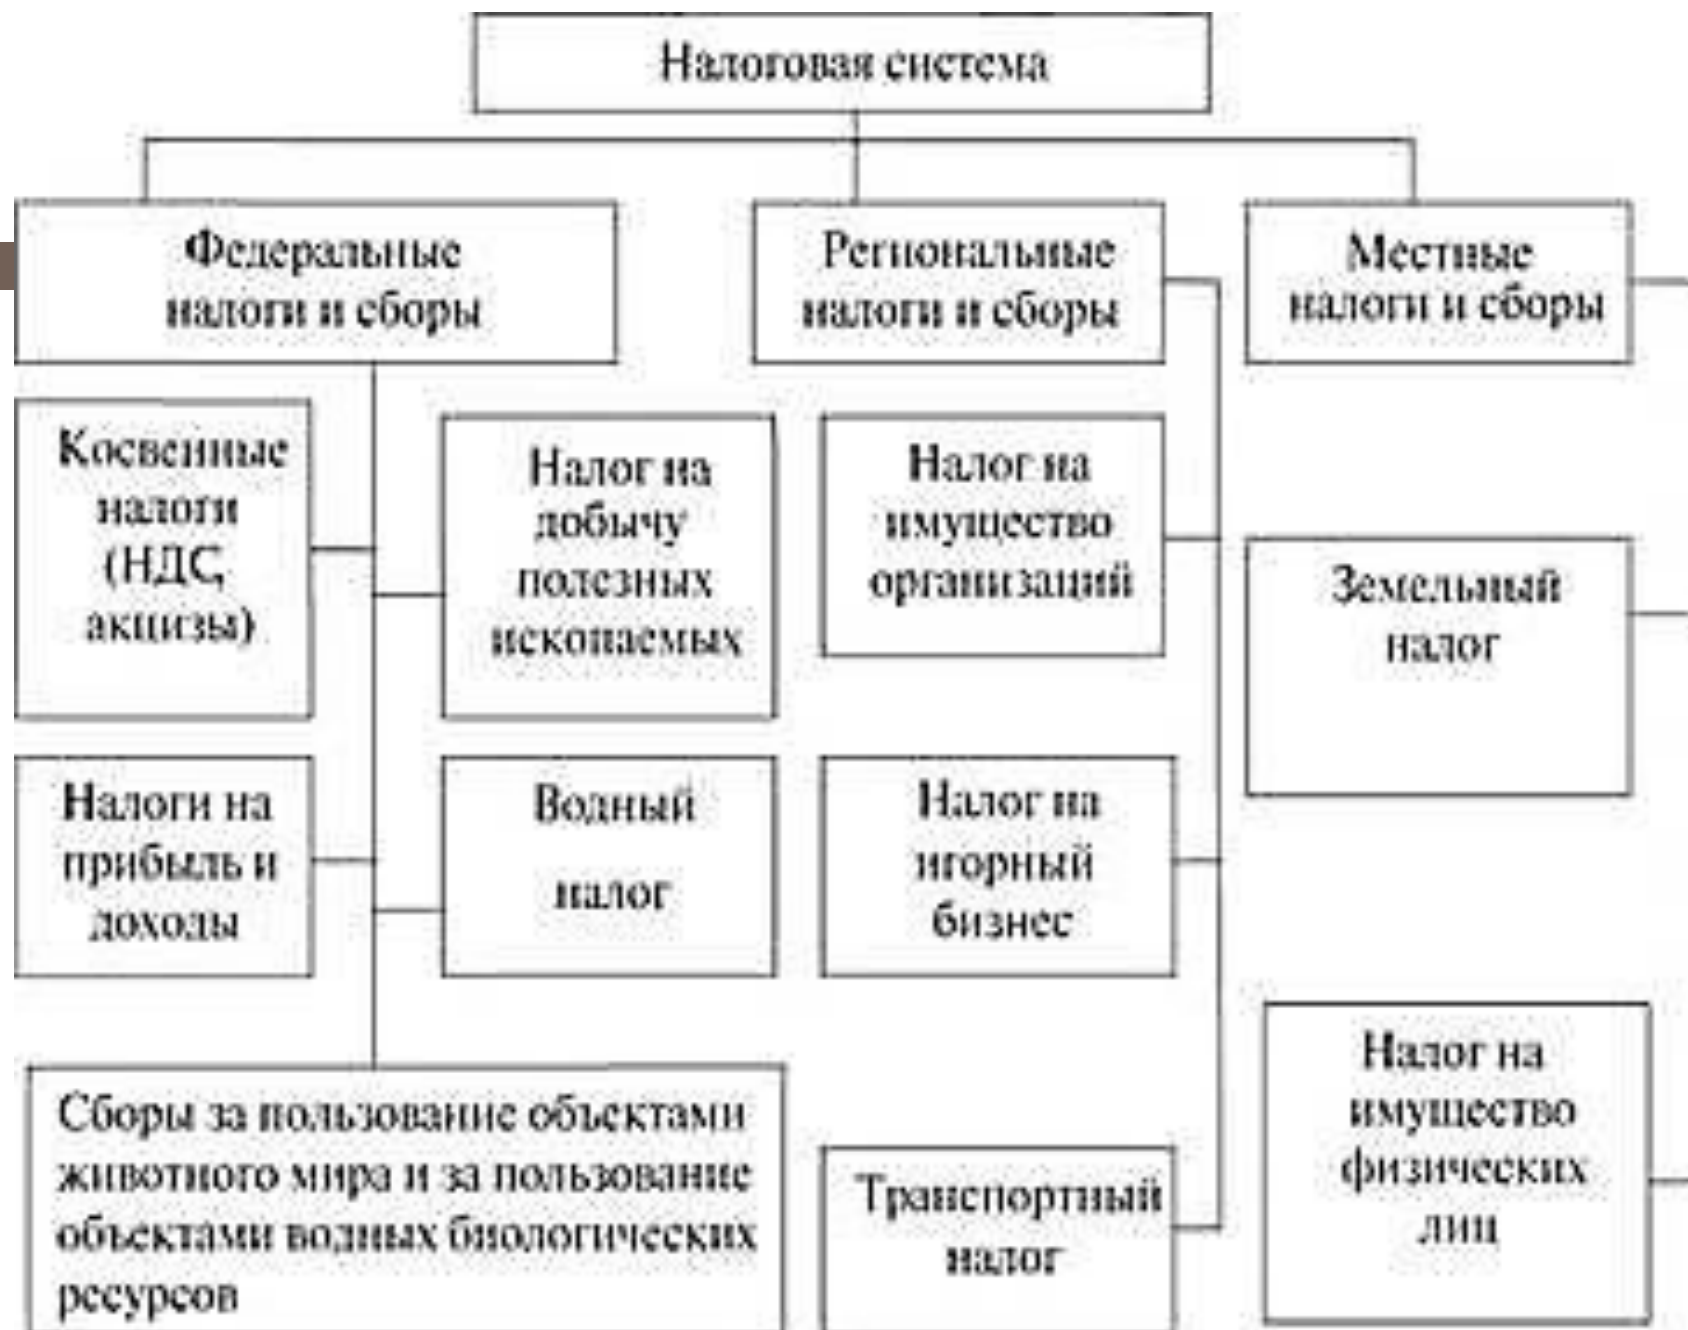 Налоговая система
Федеральные
налоги и сборы
Региональные
налоги и сборы
Местные
налоги и сборы
Косвенные
налоги
(НДС,
акцизы)
Налог на
добычу
полезных
ископаемых
Налог на
имущество
организаций
Земельный
налог
Налоги на
прибыль и
доходы
Водный
налог
Налог на
игорный
бизнес
Налог на
имущество
физических
лиц
Сборы за пользование объектами
животного мира и за пользование
объектами водных биологических
ресурсов
Транспортный
налог